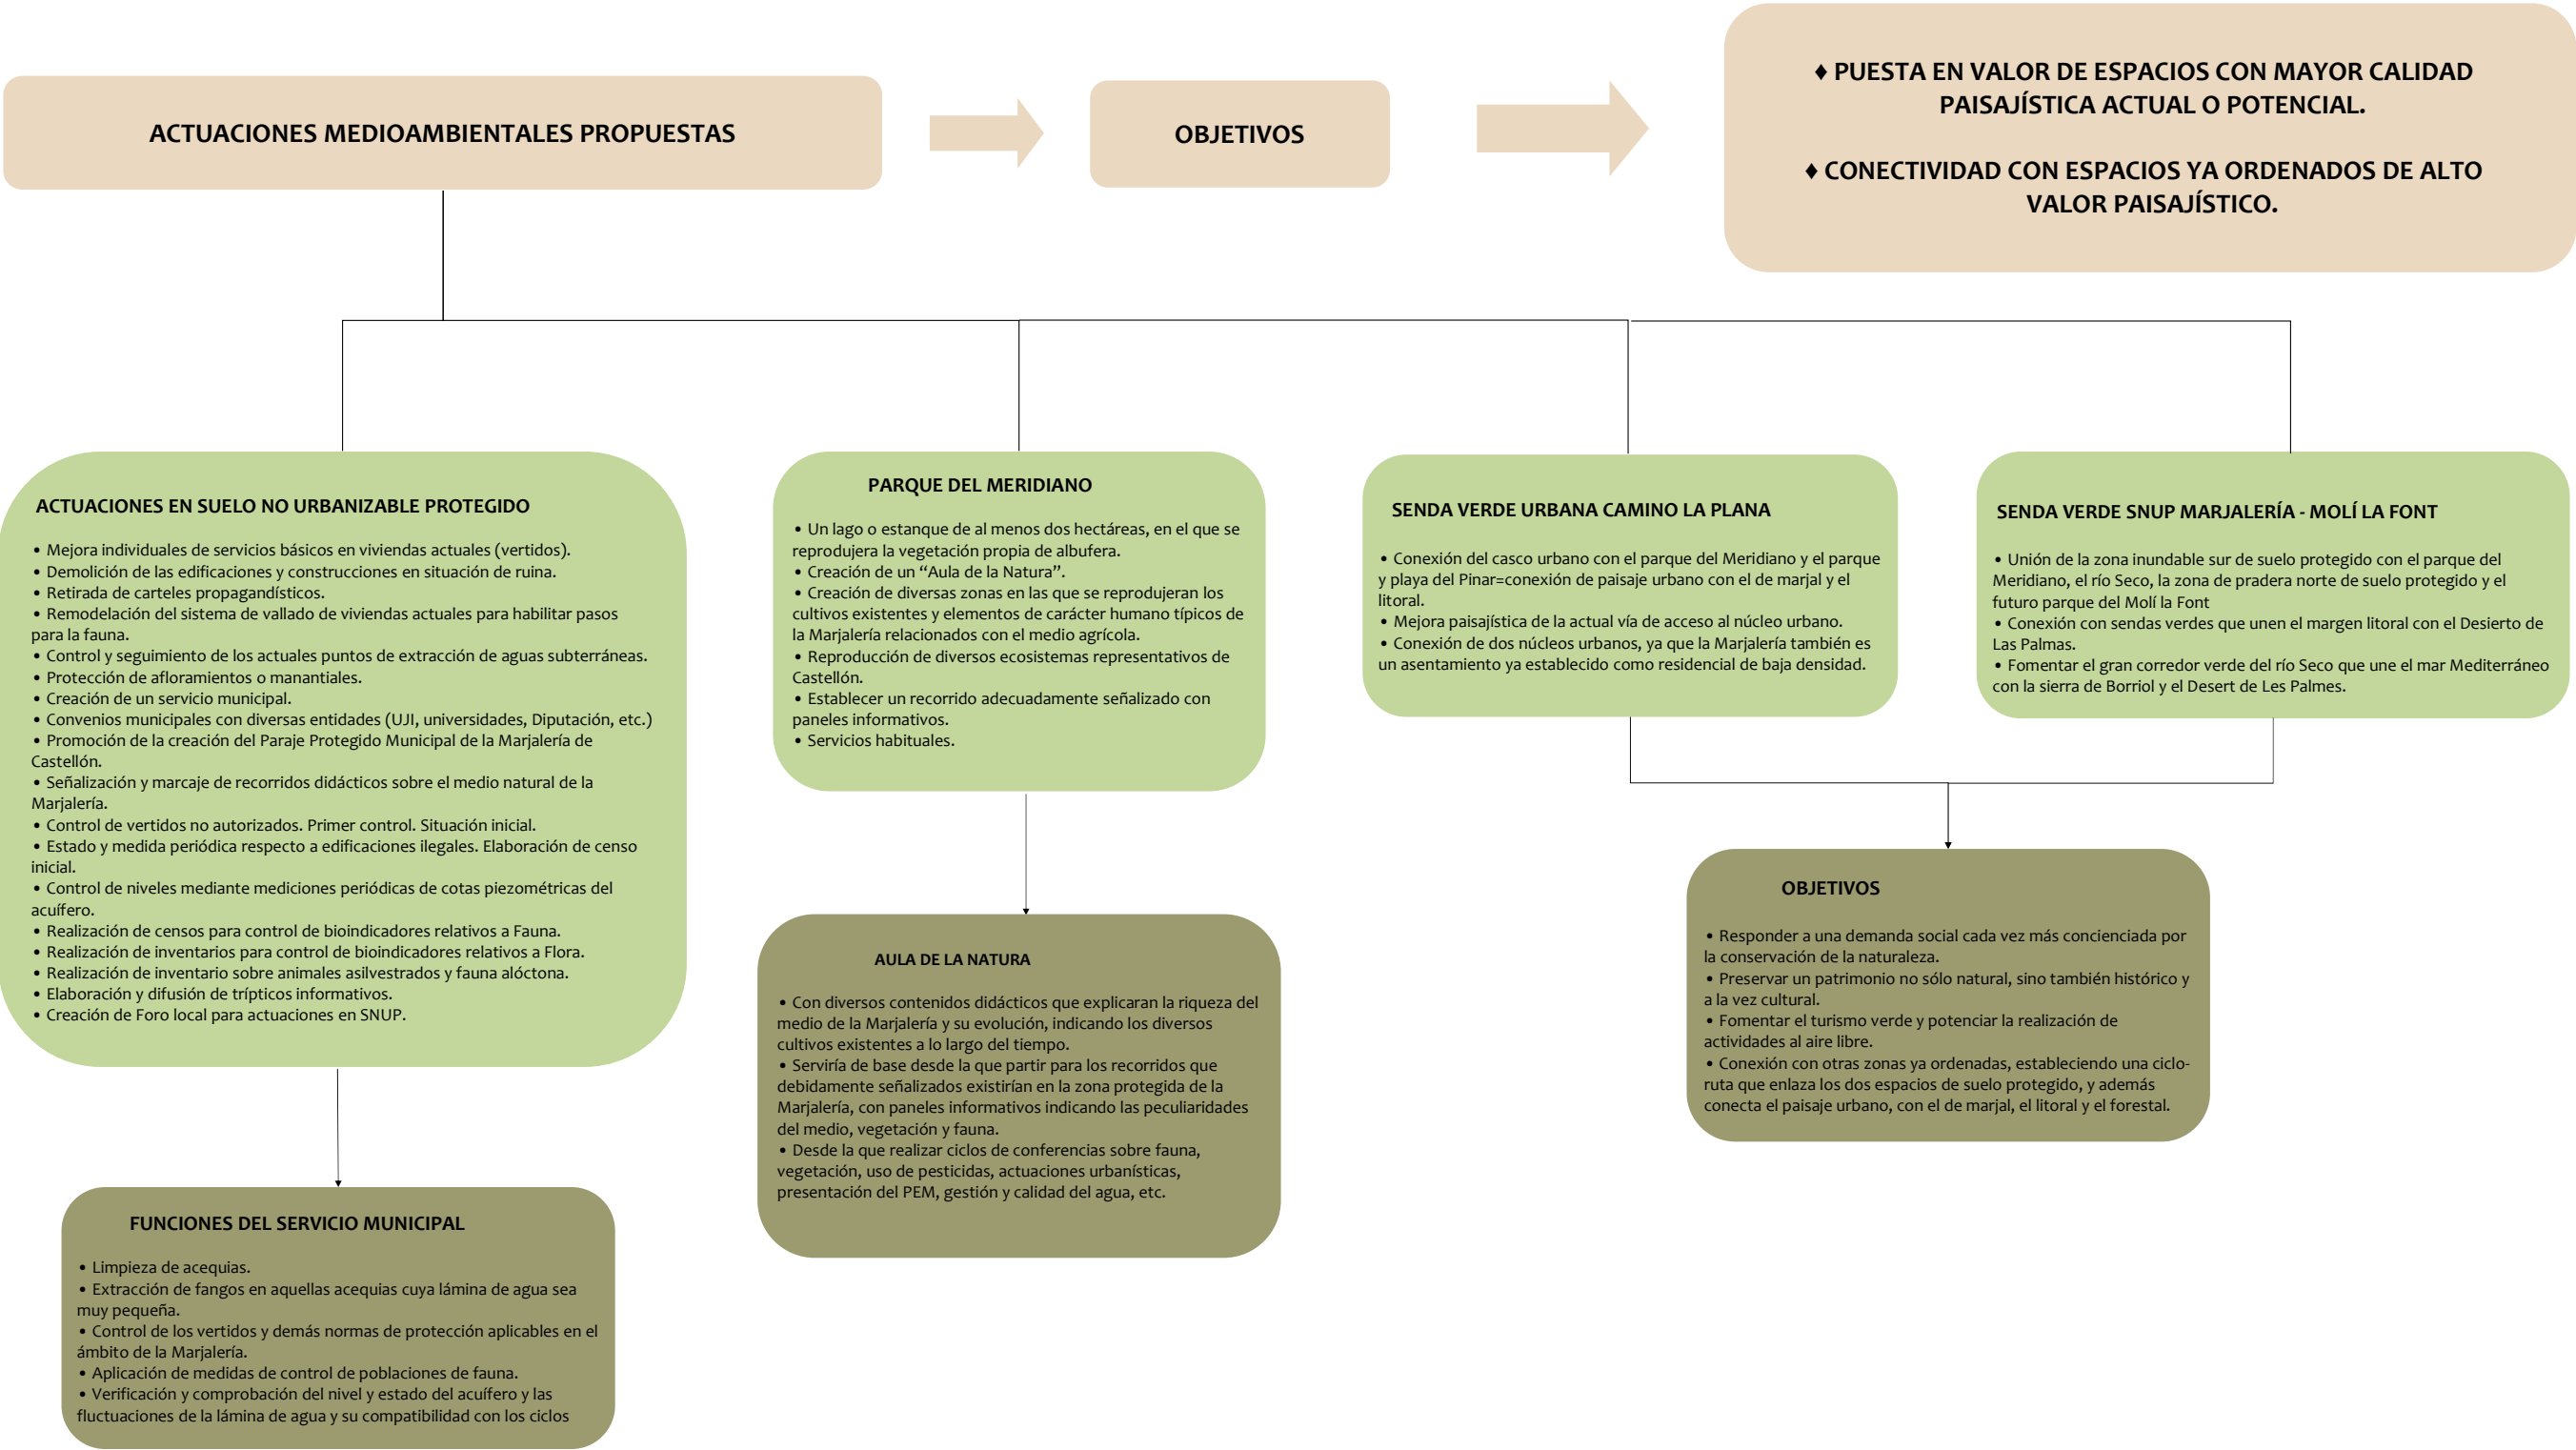 ACTUACIONES MEDIOAMBIENTALES PROPUESTAS
OBJETIVOS
♦ PUESTA EN VALOR DE ESPACIOS CON MAYOR CALIDAD
PAISAJÍSTICA ACTUAL O POTENCIAL.
♦ CONECTIVIDAD CON ESPACIOS YA ORDENADOS DE ALTO
VALOR PAISAJÍSTICO.
ACTUACIONES EN SUELO NO URBANIZABLE PROTEGIDO
• Mejora individuales de servicios básicos en viviendas actuales (vertidos).
• Demolición de las edificaciones y construcciones en situación de ruina.
• Retirada de carteles propagandísticos.
• Remodelación del sistema de vallado de viviendas actuales para habilitar pasos
para la fauna.
• Control y seguimiento de los actuales puntos de extracción de aguas subterráneas.
• Protección de afloramientos o manantiales.
• Creación de un servicio municipal.
• Convenios municipales con diversas entidades (UJI, universidades, Diputación, etc.)
• Promoción de la creación del Paraje Protegido Municipal de la Marjalería de
Castellón.
• Señalización y marcaje de recorridos didácticos sobre el medio natural de la
Marjalería.
• Control de vertidos no autorizados. Primer control. Situación inicial.
• Estado y medida periódica respecto a edificaciones ilegales. Elaboración de censo
inicial.
• Control de niveles mediante mediciones periódicas de cotas piezométricas del
acuífero.
• Realización de censos para control de bioindicadores relativos a Fauna.
• Realización de inventarios para control de bioindicadores relativos a Flora.
• Realización de inventario sobre animales asilvestrados y fauna alóctona.
• Elaboración y difusión de trípticos informativos.
• Creación de Foro local para actuaciones en SNUP.
PARQUE DEL MERIDIANO
• Un lago o estanque de al menos dos hectáreas, en el que se
reprodujera la vegetación propia de albufera.
• Creación de un “Aula de la Natura”.
• Creación de diversas zonas en las que se reprodujeran los
cultivos existentes y elementos de carácter humano típicos de
la Marjalería relacionados con el medio agrícola.
• Reproducción de diversos ecosistemas representativos de
Castellón.
• Establecer un recorrido adecuadamente señalizado con
paneles informativos.
• Servicios habituales.
SENDA VERDE URBANA CAMINO LA PLANA
• Conexión del casco urbano con el parque del Meridiano y el parque
y playa del Pinar=conexión de paisaje urbano con el de marjal y el
litoral.
• Mejora paisajística de la actual vía de acceso al núcleo urbano.
• Conexión de dos núcleos urbanos, ya que la Marjalería también es
un asentamiento ya establecido como residencial de baja densidad.
SENDA VERDE SNUP MARJALERÍA - MOLÍ LA FONT
• Unión de la zona inundable sur de suelo protegido con el parque del
Meridiano, el río Seco, la zona de pradera norte de suelo protegido y el
futuro parque del Molí la Font
• Conexión con sendas verdes que unen el margen litoral con el Desierto de
Las Palmas.
• Fomentar el gran corredor verde del río Seco que une el mar Mediterráneo
con la sierra de Borriol y el Desert de Les Palmes.
FUNCIONES DEL SERVICIO MUNICIPAL
• Limpieza de acequias.
• Extracción de fangos en aquellas acequias cuya lámina de agua sea
muy pequeña.
• Control de los vertidos y demás normas de protección aplicables en el
ámbito de la Marjalería.
• Aplicación de medidas de control de poblaciones de fauna.
• Verificación y comprobación del nivel y estado del acuífero y las
fluctuaciones de la lámina de agua y su compatibilidad con los ciclos
AULA DE LA NATURA
• Con diversos contenidos didácticos que explicaran la riqueza del
medio de la Marjalería y su evolución, indicando los diversos
cultivos existentes a lo largo del tiempo.
• Serviría de base desde la que partir para los recorridos que
debidamente señalizados existirían en la zona protegida de la
Marjalería, con paneles informativos indicando las peculiaridades
del medio, vegetación y fauna.
• Desde la que realizar ciclos de conferencias sobre fauna,
vegetación, uso de pesticidas, actuaciones urbanísticas,
presentación del PEM, gestión y calidad del agua, etc.
OBJETIVOS
• Responder a una demanda social cada vez más concienciada por
la conservación de la naturaleza.
• Preservar un patrimonio no sólo natural, sino también histórico y
a la vez cultural.
• Fomentar el turismo verde y potenciar la realización de
actividades al aire libre.
• Conexión con otras zonas ya ordenadas, estableciendo una ciclo-
ruta que enlaza los dos espacios de suelo protegido, y además
conecta el paisaje urbano, con el de marjal, el litoral y el forestal.